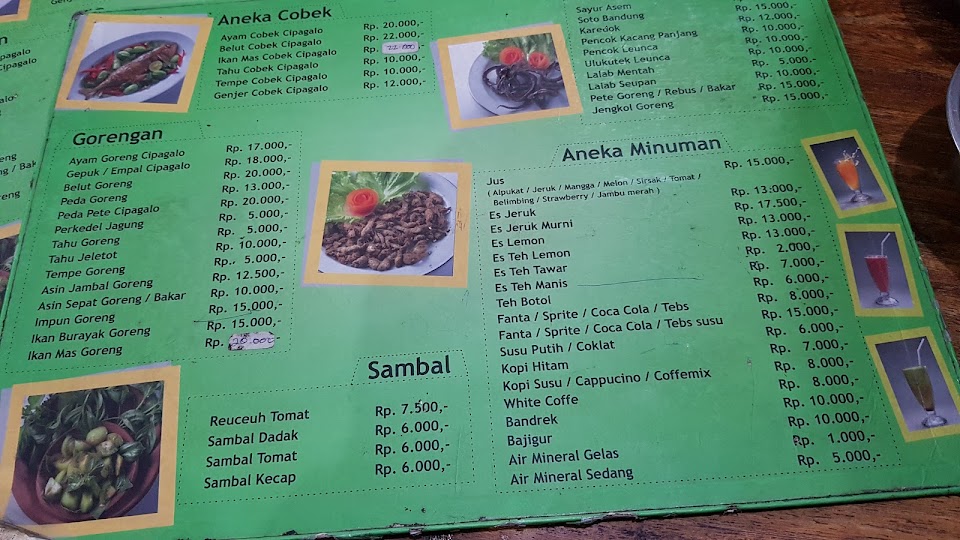 Aneka Cobek
Ayam Cobek Cipagalo Rp. 20.000,-
Belut Cobek Cipagalo Rp. 22.000,-
Ikan Mas Cobek Cipagalo Rp. 22.000
Tahu Cobek Cipagalo Rp. 10.000,-
Tempe Cobek Cipagalo Rp. 10.000,-
Genjer Cobek Cipagalo Rp. 12.000,-
Gorengan
Ayam Goreng Cipagalo Rp. 17.000,-
Gepuk / Empal Cipagalo Rp. 18.000,-
Belut Goreng Rp. 20.000,-
Peda Goreng Rp. 13.000,-
Peda Pete Cipagalo Rp. 20.000,-
Perkedel Jagung Rp. 5.000,-
Tahu Goreng Rp. 5.000,-
Tahu Jeletot Rp. 10.000,-
Tempe Goreng Rp. 5.000,-
Asin Jambal Goreng Rp. 12.500,-
Asin Sepat Goreng / Bakar Rp. 10.000,-
Impun Goreng Rp. 15.000,-
Ikan Burayak Goreng Rp. 15.000,-
Ikan Mas Goreng Rp. 20.000
Sambal
Reuceuh Tomat Rp. 7.500,-
Sambal Dadak Rp. 6.000,-
Sambal Tomat Rp. 6.000,-
Sambal Kecap Rp. 6.000,-
Sayur Asem
Soto Bandung Rp. 15.000,-
Karedok Rp. 12.000,-
Pencok Kacang Panjang Rp. 10.000,-
Pencok Leunca Rp. 10.000,-
Ulukutek Leunca Rp. 10.000,-
Lalab Mentah Rp. 5.000,-
Lalab Seupan Rp. 10.000,-
Pete Goreng / Rebus / Bakar Rp. 15.000,-
Jengkol Goreng Rp. 15.000,-
Aneka Minuman
Jus Rp. 15.000,-
( Alpukat / Jeruk / Mangga / Melon / Sirsak / Tomat /
Belimbing / Strawberry / Jambu merah )
Es Jeruk Rp. 13.000,-
Es Jeruk Murni Rp. 17.500,-
Es Lemon Rp. 13.000,-
Es Teh Lemon Rp. 13.000,-
Es Teh Tawar Rp. 2.000,-
Es Teh Manis Rp. 7.000,-
Teh Botol Rp. 6.000,-
Fanta / Sprite / Coca Cola / Tebs Rp. 8.000,-
Fanta / Sprite / Coca Cola / Tebs susu Rp. 15.000,-
Susu Putih / Coklat Rp. 6.000,-
Kopi Hitam Rp. 7.000,-
Kopi Susu / Cappucino / Coffemix Rp. 8.000,-
White Coffe Rp. 8.000,-
Bandrek Rp. 10.000,-
Bajigur Rp. 10.000,-
Air Mineral Gelas Rp. 1.000,-
Air Mineral Sedang Rp. 5.000,-